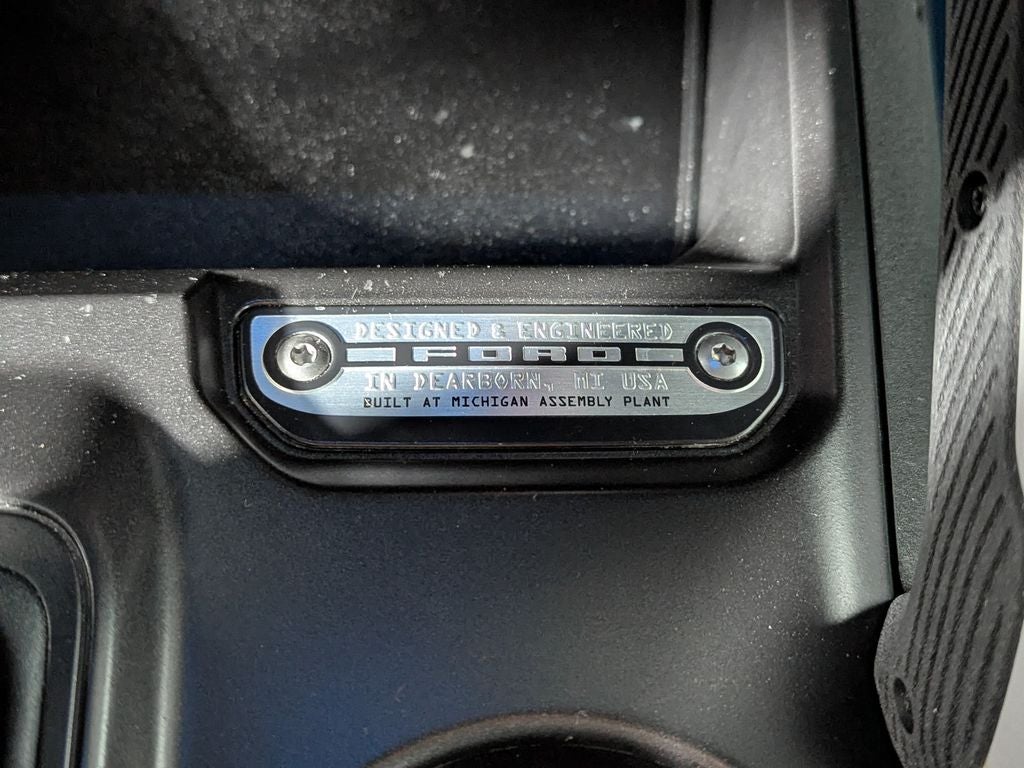 DESIGNED & ENGINEERED
FORD
IN DEARBORN, MI USA
BUILT AT MICHIGAN ASSEMBLY PLANT